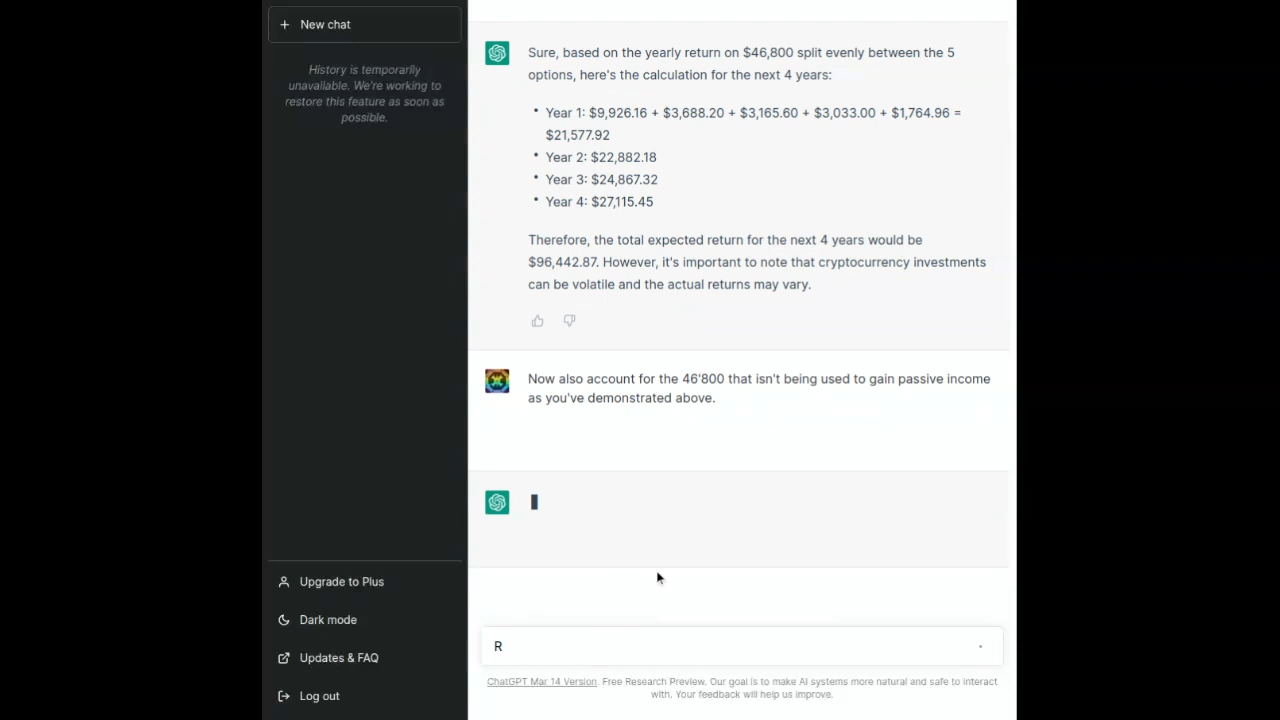 New chat
History is temporarily
unavailable. We're working to
restore this feature as soon as
possible.
Upgrade to Plus
Dark mode
Updates & FAQ
Log out
Sure, based on the yearly return on $46,800 split evenly between the 5
options, here's the calculation for the next 4 years:
• Year 1: $9,926.16 + $3,688.20 + $3,165.60 + $3,033.00 + $1,764.96 =
$21,577.92
• Year 2: $22,882.18
• Year 3: $24,867.32
• Year 4: $27,115.45
Therefore, the total expected return for the next 4 years would be
$96,442.87. However, it's important to note that cryptocurrency investments
can be volatile and the actual returns may vary.
Now also account for the 46'800 that isn't being used to gain passive income
as you've demonstrated above.
R
ChatGPT Mar 14 Version. Free Research Preview. Our goal is to make AI systems more natural and safe to interact
with. Your feedback will help us improve.